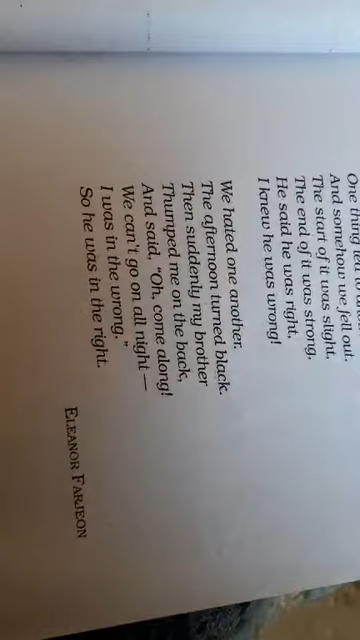 One thing
And somehow we fell out.
The start of it was slight,
The end of it was strong,
He said he was right,
I knew he was wrong!
We hated one another.
The afternoon turned black.
Then suddenly my brother
Thumped me on the back,
And said, "Oh, come along!
We can't go on all night —
I was in the wrong."
So he was in the right.
ELEANOR FARJEON